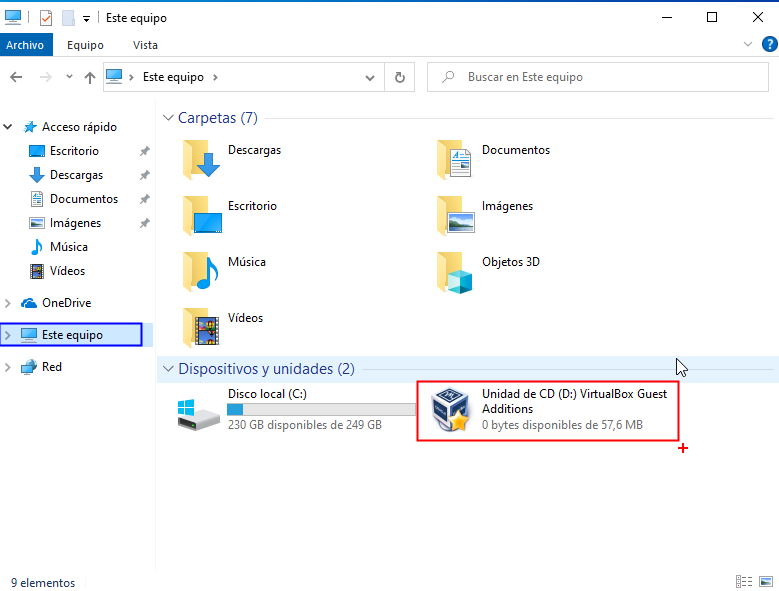 Este equipo
Archivo
Equipo
Vista
Este equipo
Buscar en Este equipo
Acceso rápido
Escritorio
Descargas
Documentos
Imágenes
Música
Vídeos
OneDrive
Este equipo
Red
Carpetas (7)
Descargas
Documentos
Escritorio
Imágenes
Música
Objetos 3D
Vídeos
Dispositivos y unidades (2)
Disco local (C:)
230 GB disponibles de 249 GB
Unidad de CD (D:) VirtualBox Guest
Additions
0 bytes disponibles de 57,6 MB
9 elementos